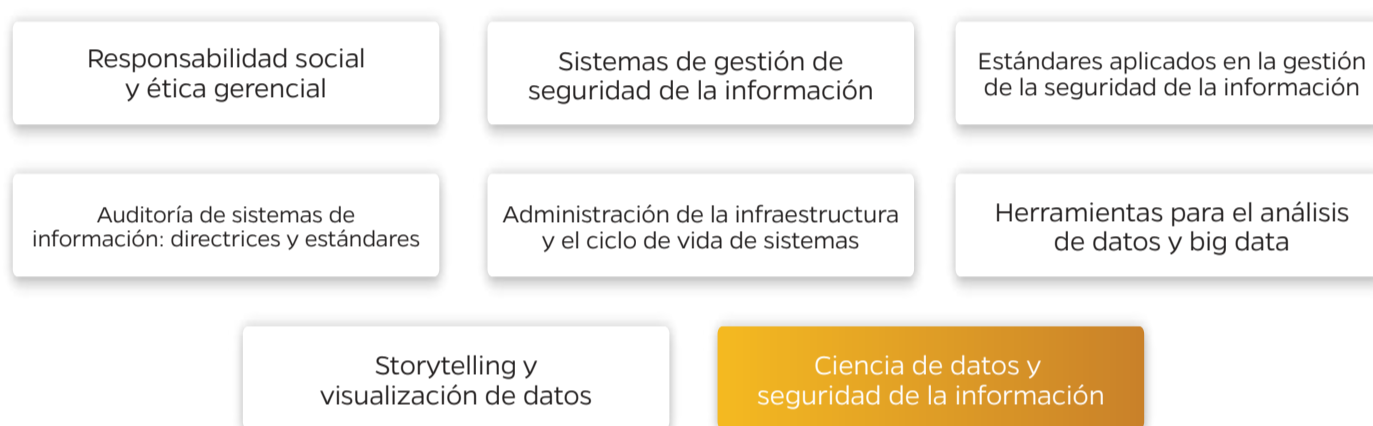 Responsabilidad social
y ética gerencial
Sistemas de gestión de
seguridad de la información
Estándares aplicados en la gestión
de la seguridad de la información
Auditoría de sistemas de
información: directrices y estándares
Administración de la infraestructura
y el ciclo de vida de sistemas
Herramientas para el análisis
de datos y big data
Storytelling y
visualización de datos
Ciencia de datos y
seguridad de la información